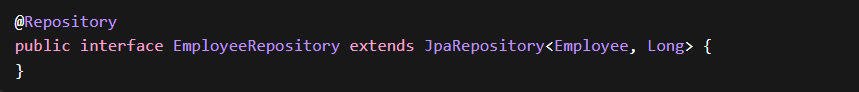 @Repository
public interface EmployeeRepository extends JpaRepository<Employee, Long> {
}